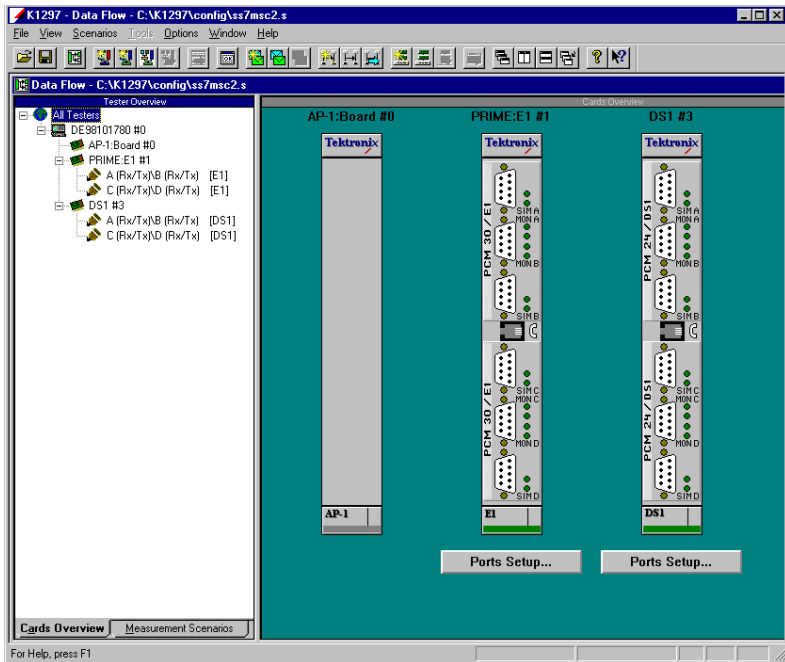 K1297 - Data Flow - C:\K1297\config\ss7msc2.s
File View Scenarios Tools Options Window Help
Data Flow - C:\K1297\config\ss7msc2.s
Tester Overview
All Testers
DE98101780 #0
AP-1:Board #0
PRIME:E1 #1
A (Rx/Tx)\B (Rx/Tx) [E1]
C (Rx/Tx)\D (Rx/Tx) [E1]
DS1 #3
A (Rx/Tx)\B (Rx/Tx) [DS1]
C (Rx/Tx)\D (Rx/Tx) [DS1]
Cards Overview Measurement Scenarios
Cards Overview
AP-1:Board #0 PRIME:E1 #1 DS1 #3
Tektronix Tektronix Tektronix
PCM 30 / E1
SIM A
MON A
MON B
SIM B
PCM 30 / E1
SIM C
MON C
MON D
SIM D
PCM 24 / DS1
SIM A
MON A
MON B
SIM B
PCM 24 / DS1
SIM C
MON C
MON D
SIM D
AP-1 E1 DS1
Ports Setup... Ports Setup...
For Help, press F1